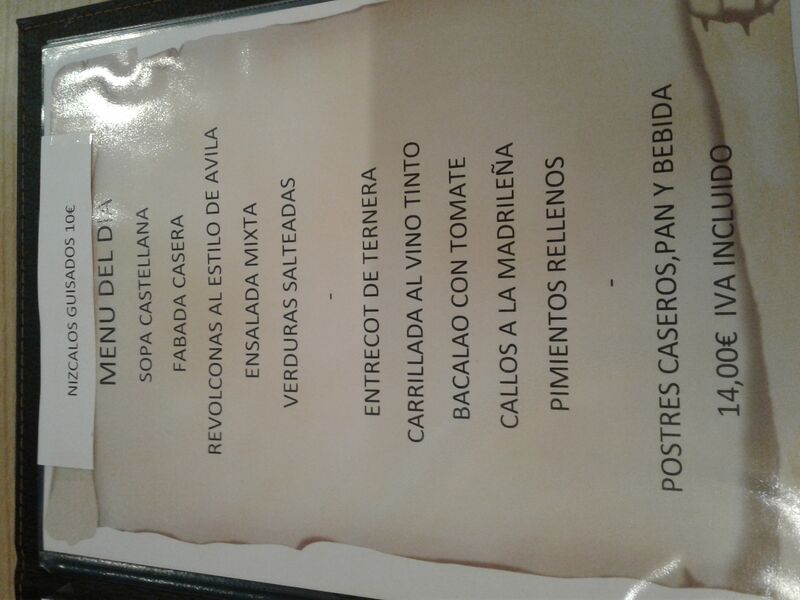 NIZCALOS GUISADOS 10€
MENU DEL DIA
SOPA CASTELLANA
FABADA CASERA
REVOLCONAS AL ESTILO DE AVILA
ENSALADA MIXTA
VERDURAS SALTEADAS
-
ENTRECOT DE TERNERA
CARRILLADA AL VINO TINTO
BACALAO CON TOMATE
CALLOS A LA MADRILEÑA
PIMIENTOS RELLENOS
-
POSTRES CASEROS,PAN Y BEBIDA
14,00€ IVA INCLUIDO